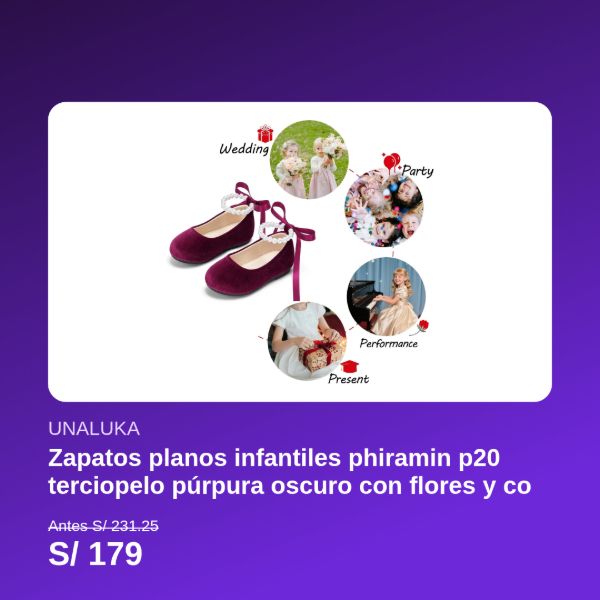 Wedding
Party
Performance
Present
UNALUKA
Zapatos planos infantiles phiramin p20
terciopelo púrpura oscuro con flores y co
Antes S/ 231.25
S/ 179